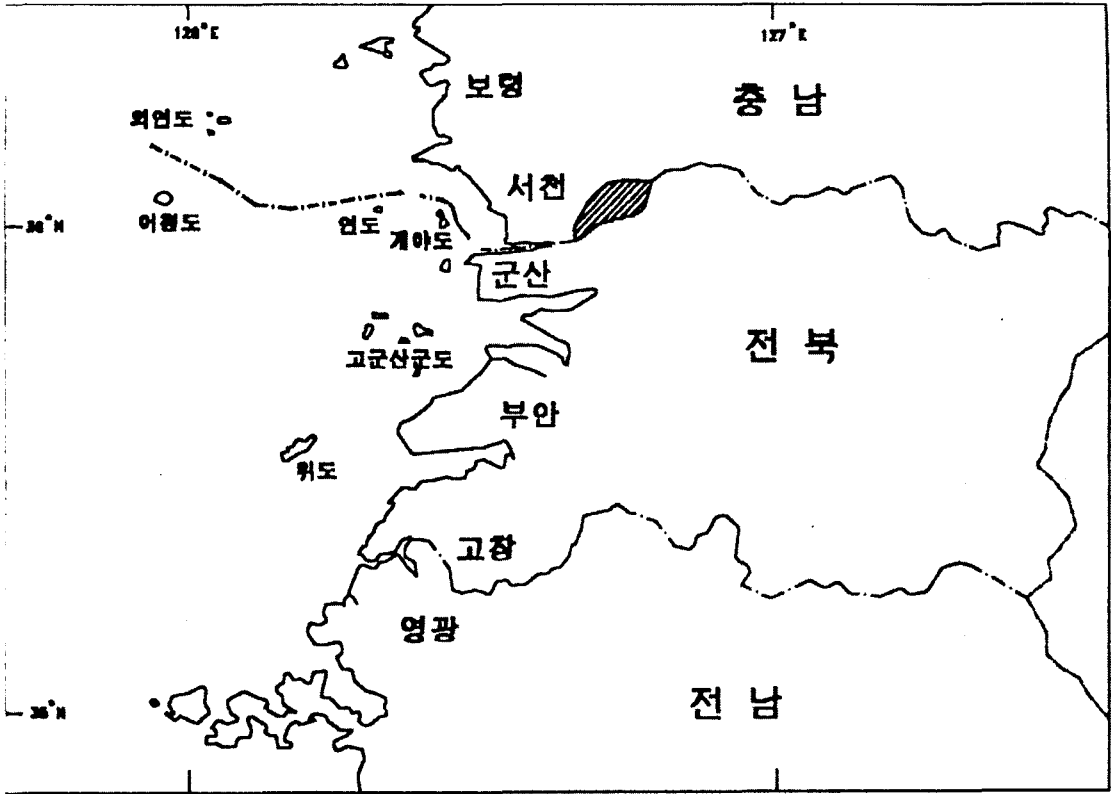 126°E
127°E
보령
충 남
외연도
서천
36°N
어청도
연도
개야도
군산
고군산군도
전 북
부안
위도
고창
영광
35°N
전 남